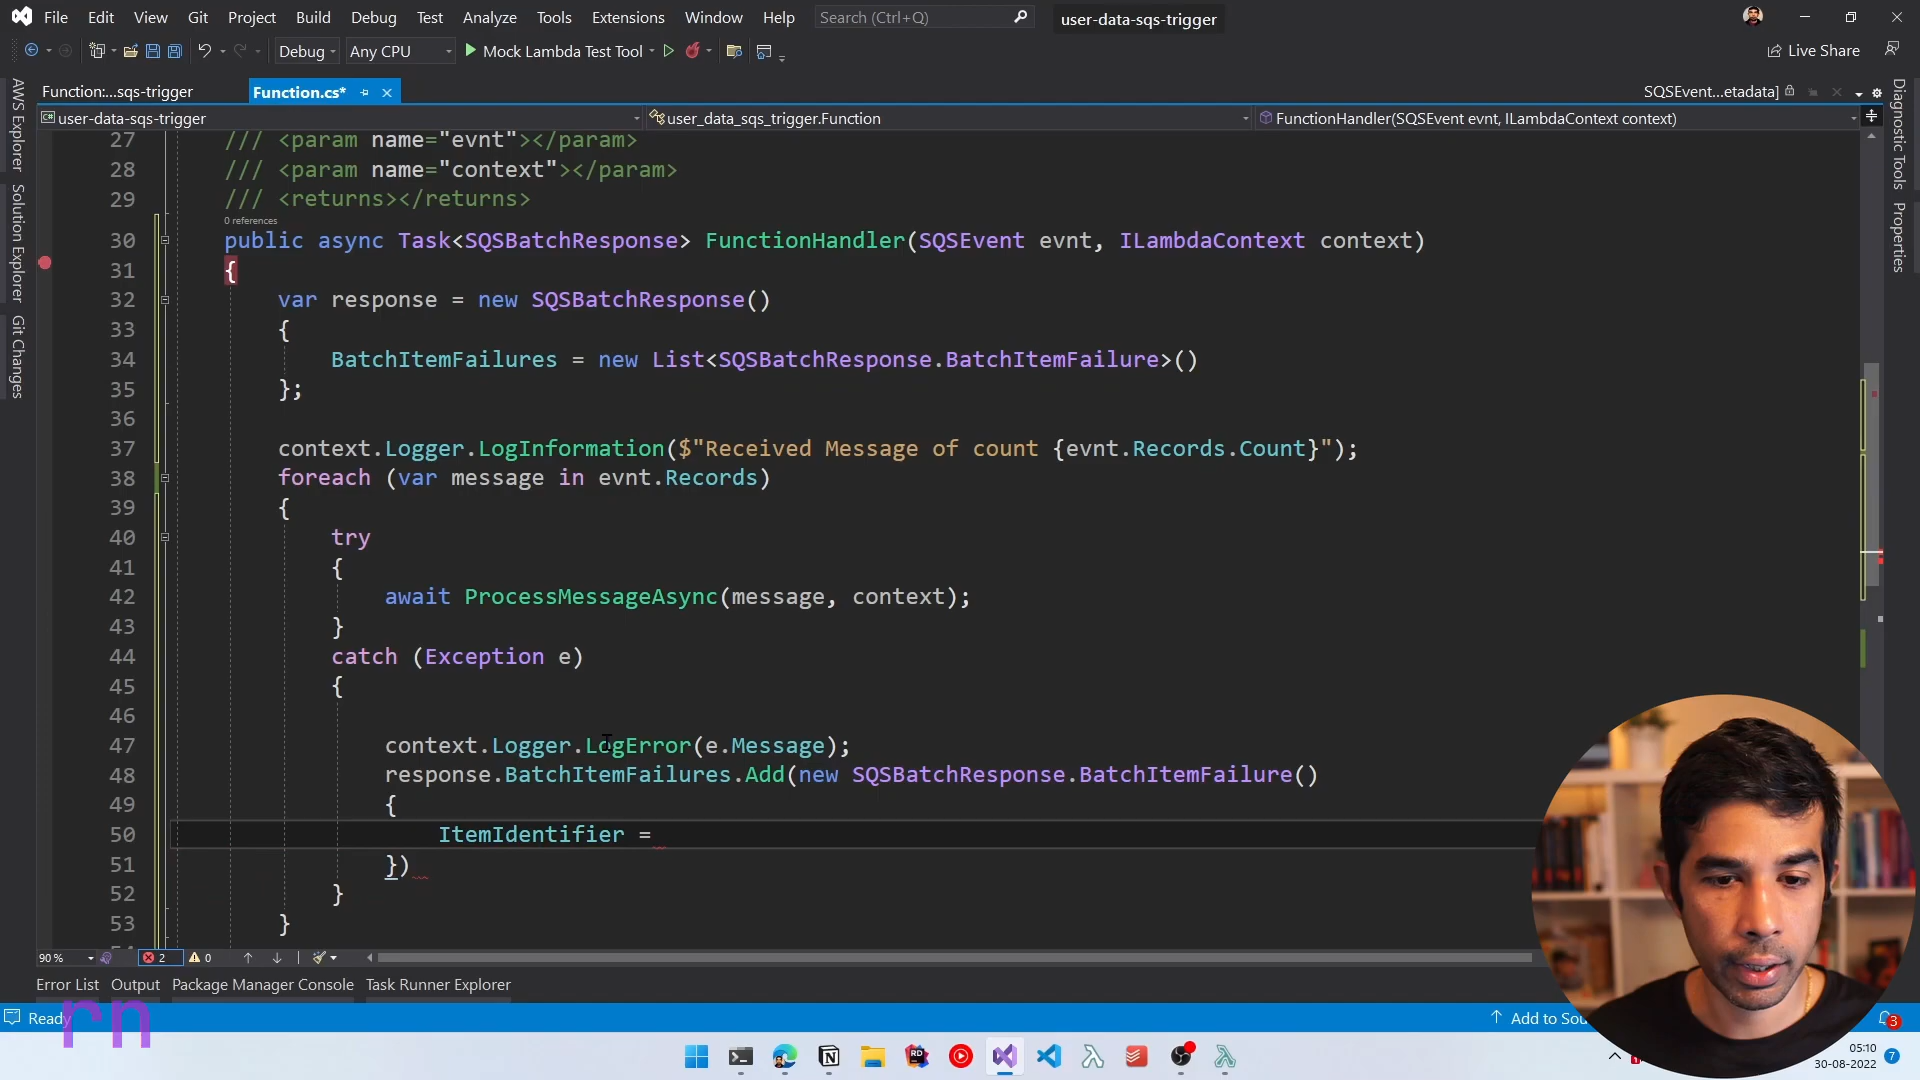 File Edit View Git Project Build Debug Test Analyze Tools Extensions Window Help Search (Ctrl+Q) user-data-sqs-trigger
Debug Any CPU Mock Lambda Test Tool Live Share
Function:...sqs-trigger Function.cs* SQSEvent...etadata]
user-data-sqs-trigger user_data_sqs_trigger.Function FunctionHandler(SQSEvent evnt, ILambdaContext context)
AWS Explorer
Solution Explorer
Git Changes
Diagnostic Tools
Properties
27 /// <param name="evnt"></param>
28 /// <param name="context"></param>
29 /// <returns></returns>
0 references
30 public async Task<SQSBatchResponse> FunctionHandler(SQSEvent evnt, ILambdaContext context)
31 {
32 var response = new SQSBatchResponse()
33 {
34 BatchItemFailures = new List<SQSBatchResponse.BatchItemFailure>()
35 };
36
37 context.Logger.LogInformation($"Received Message of count {evnt.Records.Count}");
38 foreach (var message in evnt.Records)
39 {
40 try
41 {
42 await ProcessMessageAsync(message, context);
43 }
44 catch (Exception e)
45 {
46
47 context.Logger.LogError(e.Message);
48 response.BatchItemFailures.Add(new SQSBatchResponse.BatchItemFailure()
49 {
50 ItemIdentifier =
51 })
52 }
53 }
90 % 2 0
Error List Output Package Manager Console Task Runner Explorer
rn
Ready Add to Sou 3
05:10
30-08-2022 7